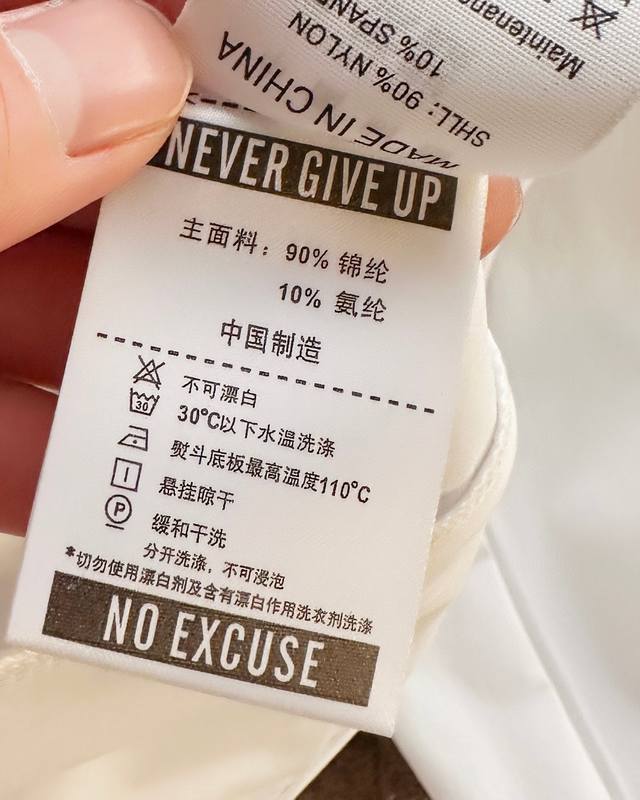 Maintenance
10% SPAN
SHLL: 90% NYLON
MADE IN CHINA
MADE IN
NEVER GIVE UP
主面料：90% 锦纶
10% 氨纶
中国制造
不可漂白
30
30°C以下水温洗涤
熨斗底板最高温度110°C
悬挂晾干
P
缓和干洗
分开洗涤，不可浸泡
*切勿使用漂白剂及含有漂白作用洗衣剂洗涤
NO EXCUSE